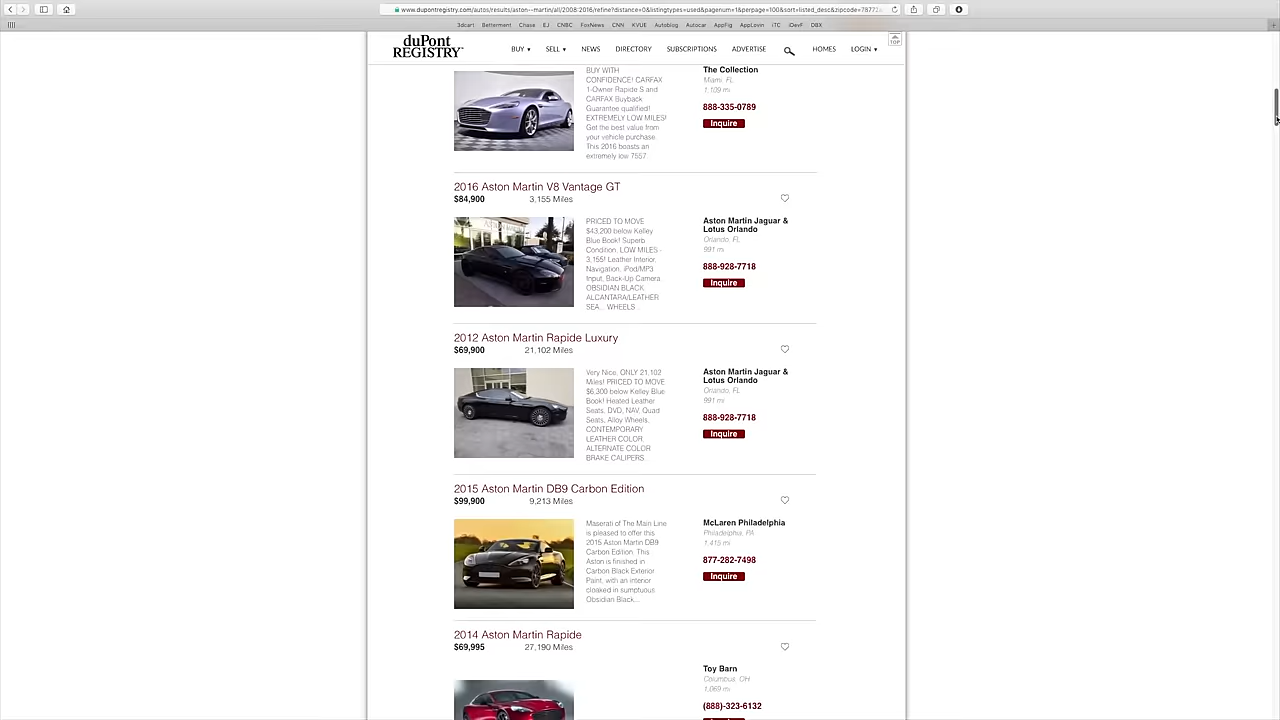 www.dupontregistry.com/autos/results/aston--martin/all/2008:2016/refine?distance=0&listingtypes=used&pagenum=1&perpage=100&sort=listed_desc&zipcode=7877
3dcart Betterment Chase EJ CNBC FoxNews CNN KVUE Autoblog Autocar AppFig AppLovin iTC iDevF DBX
duPont
REGISTRY
BUY ▾ SELL ▾ NEWS DIRECTORY SUBSCRIPTIONS ADVERTISE HOMES LOGIN ▾
TOP
BUY WITH
CONFIDENCE! CARFAX
1-Owner Rapide S and
CARFAX Buyback
Guarantee qualified!
EXTREMELY LOW MILES!
Get the best value from
your vehicle purchase.
This 2016 boasts an
extremely low 7557
The Collection
Miami, FL
1,109 mi
888-335-0789
Inquire
2016 Aston Martin V8 Vantage GT
$84,900 3,155 Miles
PRICED TO MOVE
$43,200 below Kelley
Blue Book! Superb
Condition, LOW MILES -
3,155! Leather Interior,
Navigation, iPod/MP3
Input, Back-Up Camera
OBSIDIAN BLACK
ALCANTARA/LEATHER
SEA... WHEELS
Aston Martin Jaguar &
Lotus Orlando
Orlando, FL
991 mi
888-928-7718
Inquire
2012 Aston Martin Rapide Luxury
$69,900 21,102 Miles
Very Nice, ONLY 21,102
Miles! PRICED TO MOVE
$6,300 below Kelley Blue
Book! Heated Leather
Seats, DVD, NAV, Quad
Seats, Alloy Wheels,
CONTEMPORARY
LEATHER COLOR
ALTERNATE COLOR
BRAKE CALIPERS
Aston Martin Jaguar &
Lotus Orlando
Orlando, FL
991 mi
888-928-7718
Inquire
2015 Aston Martin DB9 Carbon Edition
$99,900 9,213 Miles
Maserati of The Main Line
is pleased to offer this
2015 Aston Martin DB9
Carbon Edition. This
Aston is finished in
Carbon Black Exterior
Paint, with an interior
cloaked in sumptuous
Obsidian Black...
McLaren Philadelphia
Philadelphia, PA
1,415 mi
877-282-7498
Inquire
2014 Aston Martin Rapide
$69,995 27,190 Miles
Toy Barn
Columbus, OH
1,069 mi
(888)-323-6132